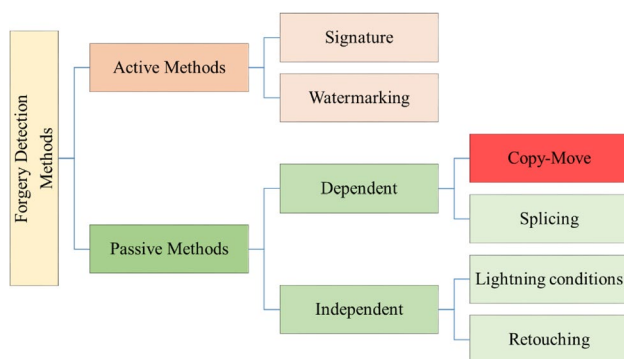 Forgery Detection
Methods
Active Methods
Signature
Watermarking
Passive Methods
Dependent
Copy-Move
Splicing
Independent
Lightning conditions
Retouching